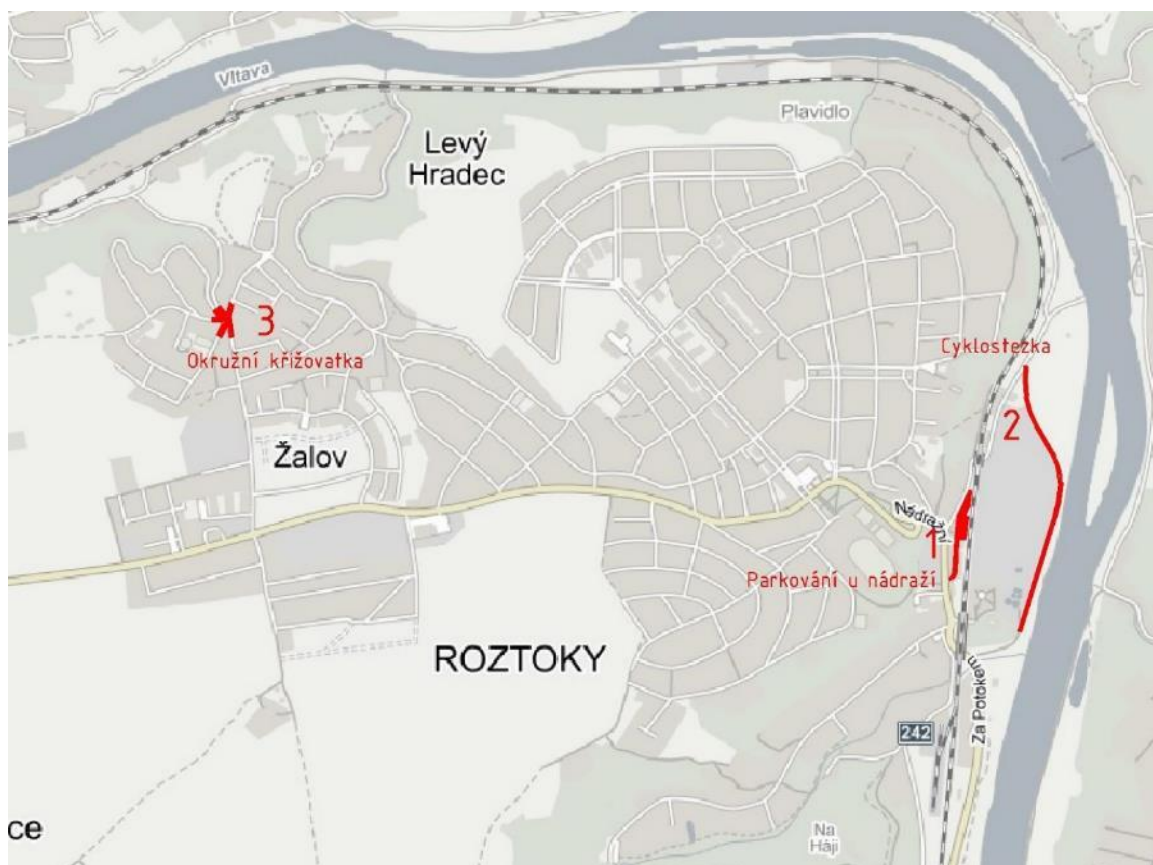 Vltava
Plavidlo
Levý
Hradec
3
Okružní křižovatka
Cyklostezka
2
Žalov
Nádražní
1
Parkování u nádraží
ROZTOKY
Za Potokem
242
Na
Háji
ce